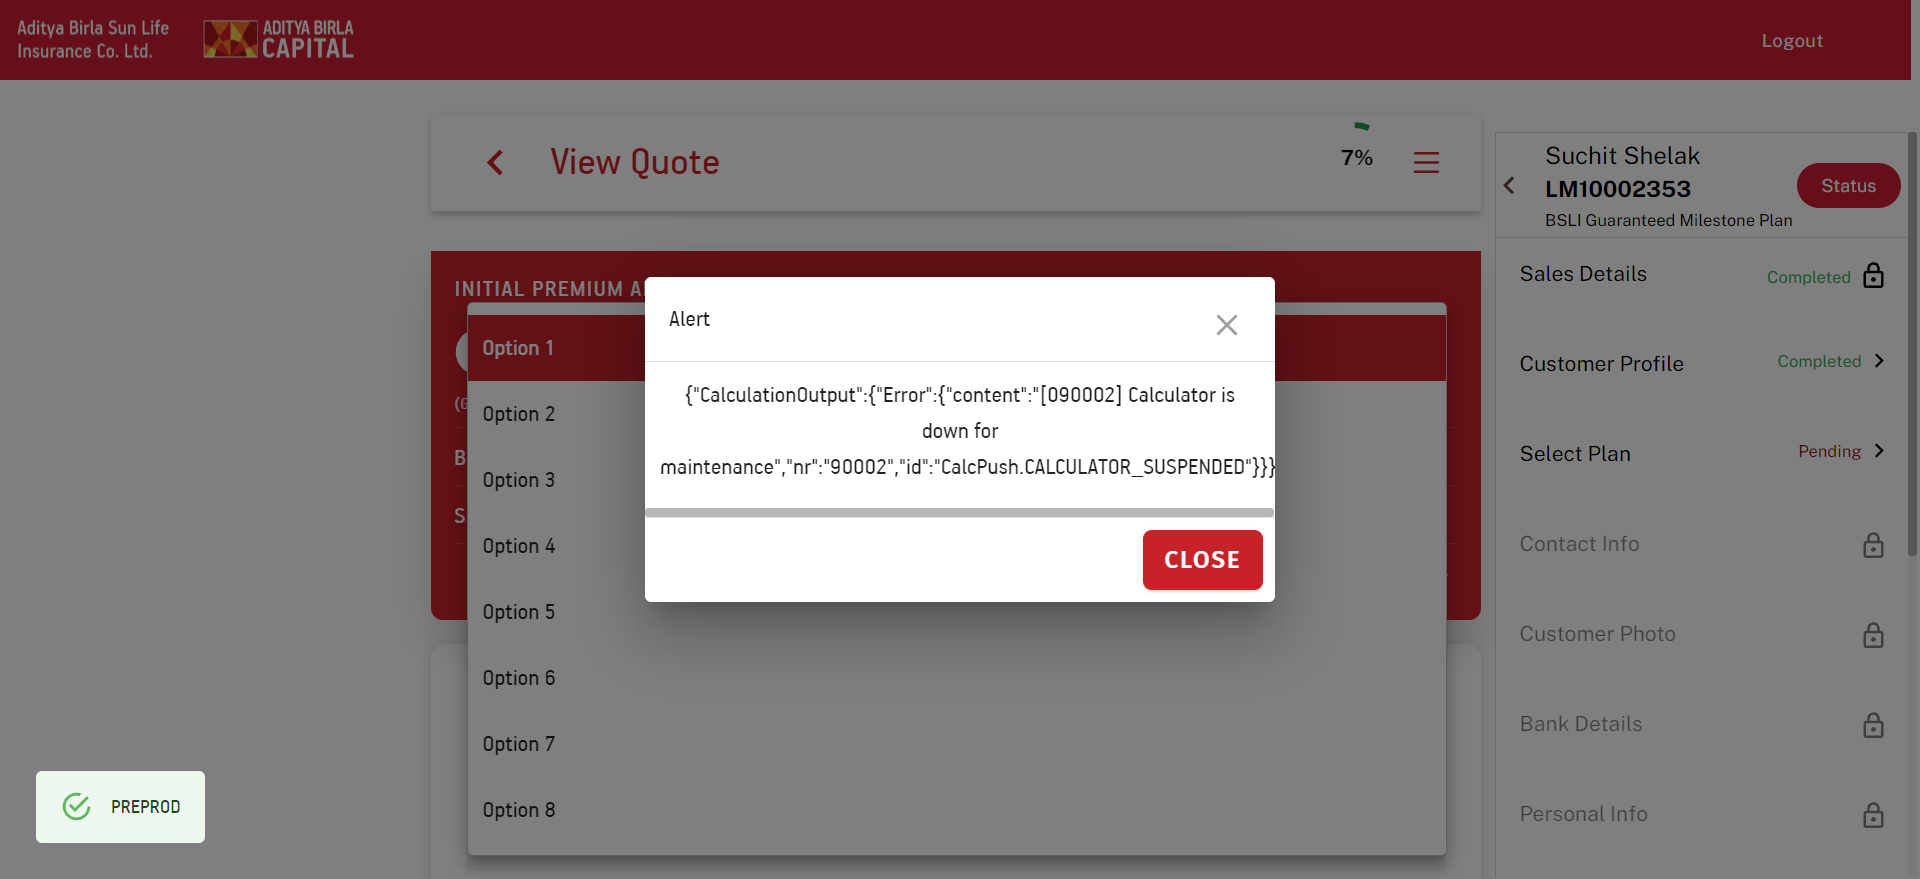 Aditya Birla Sun Life
Insurance Co. Ltd.
ADITYA BIRLA
CAPITAL
Logout
View Quote
7%
Suchit Shelak
LM10002353
BSLI Guaranteed Milestone Plan
Status
INITIAL PREMIUM A
Alert
{"CalculationOutput":{"Error":{"content":"[090002] Calculator is
down for
maintenance","nr":"90002","id":"CalcPush.CALCULATOR_SUSPENDED"}}}
CLOSE
Option 1
(G
Option 2
B
Option 3
S
Option 4
Option 5
Option 6
Option 7
Option 8
Sales Details
Completed
Customer Profile
Completed
Select Plan
Pending
Contact Info
Customer Photo
Bank Details
Personal Info
PREPROD